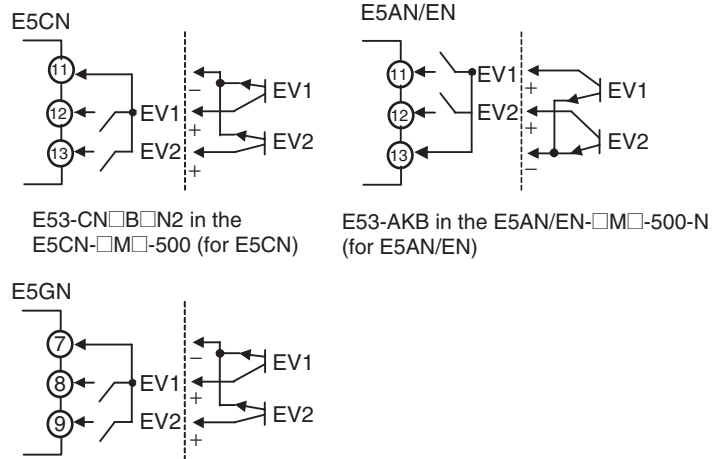 E5CN
11
12
13
EV1
EV2
−
+
+
EV1
EV2
E53-CN□B□N2 in the
E5CN-□M□-500 (for E5CN)
E5AN/EN
11
12
13
EV1
EV2
+
+
−
EV1
EV2
E53-AKB in the E5AN/EN-□M□-500-N
(for E5AN/EN)
E5GN
7
8
9
EV1
EV2
−
+
+
EV1
EV2